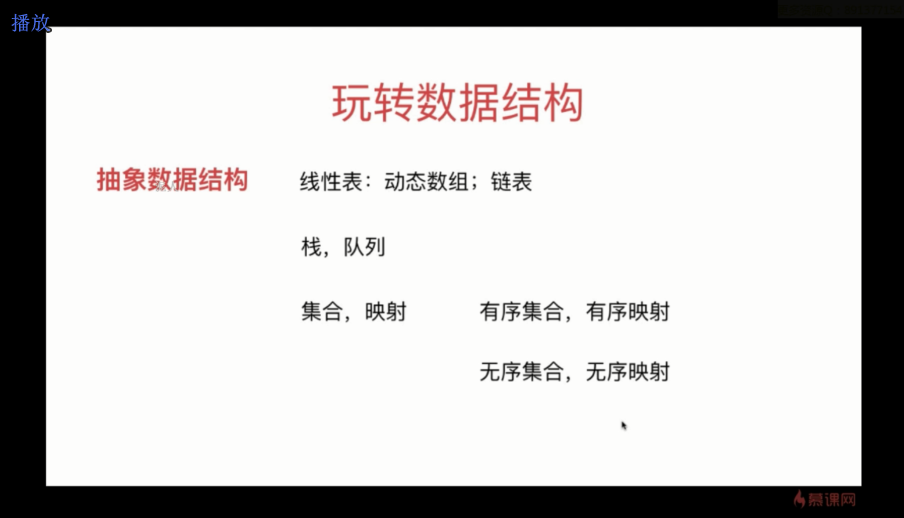 播放
玩转数据结构
抽象数据结构 线性表：动态数组；链表
栈，队列
集合，映射 有序集合，有序映射
无序集合，无序映射
慕课网